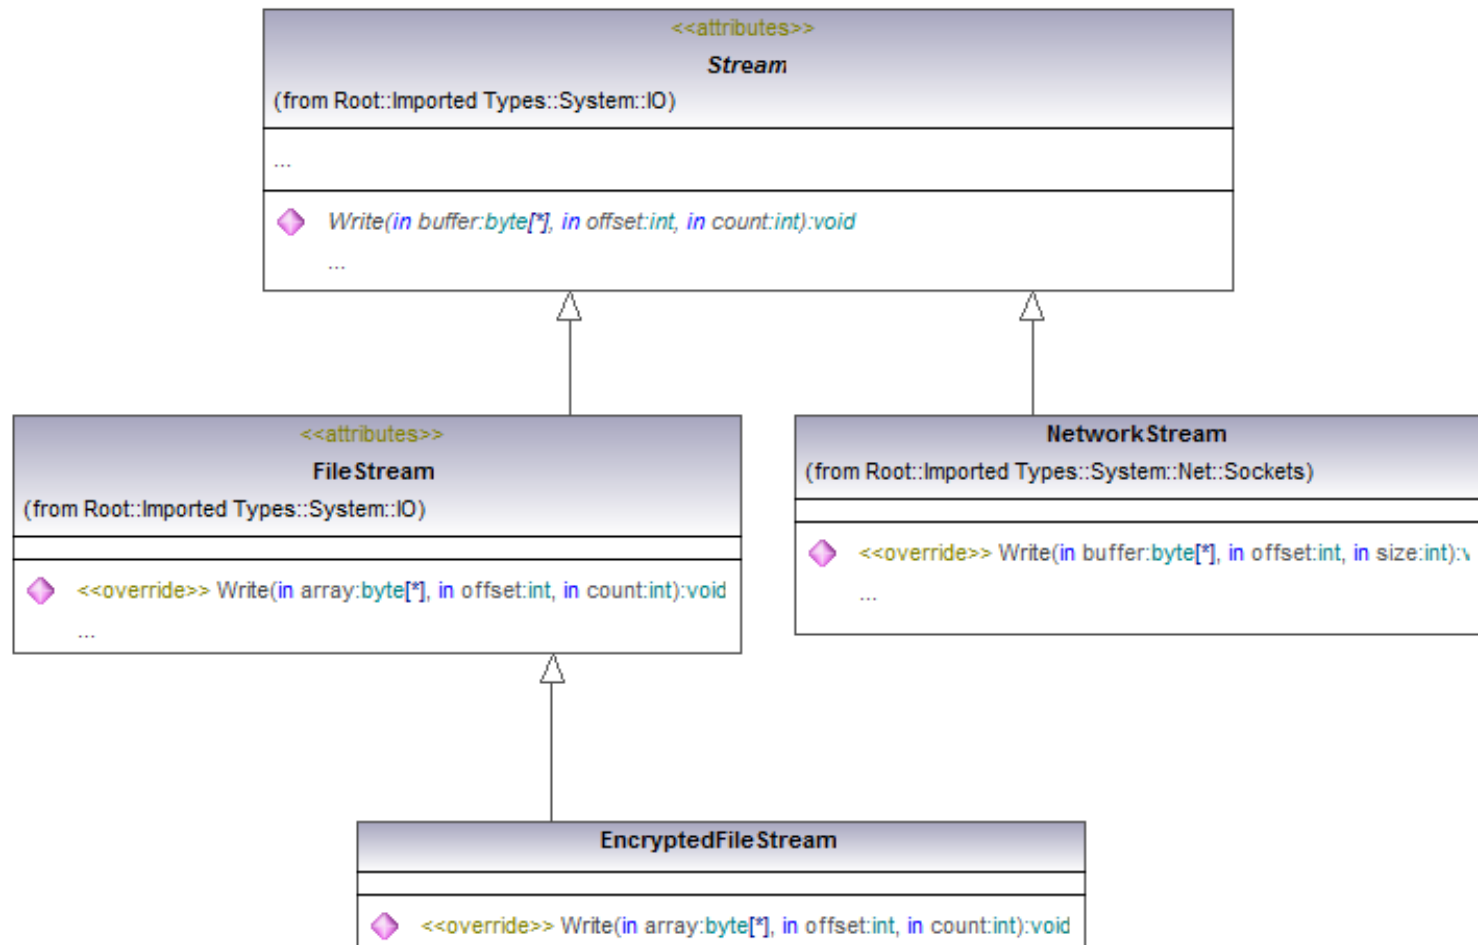 <<attributes>>
Stream
(from Root::Imported Types::System::IO)
...
Write(in buffer:byte[*], in offset:int, in count:int):void
...
<<attributes>>
FileStream
(from Root::Imported Types::System::IO)
<<override>> Write(in array:byte[*], in offset:int, in count:int):void
...
NetworkStream
(from Root::Imported Types::System::Net::Sockets)
<<override>> Write(in buffer:byte[*], in offset:int, in size:int):v
...
EncryptedFileStream
<<override>> Write(in array:byte[*], in offset:int, in count:int):void